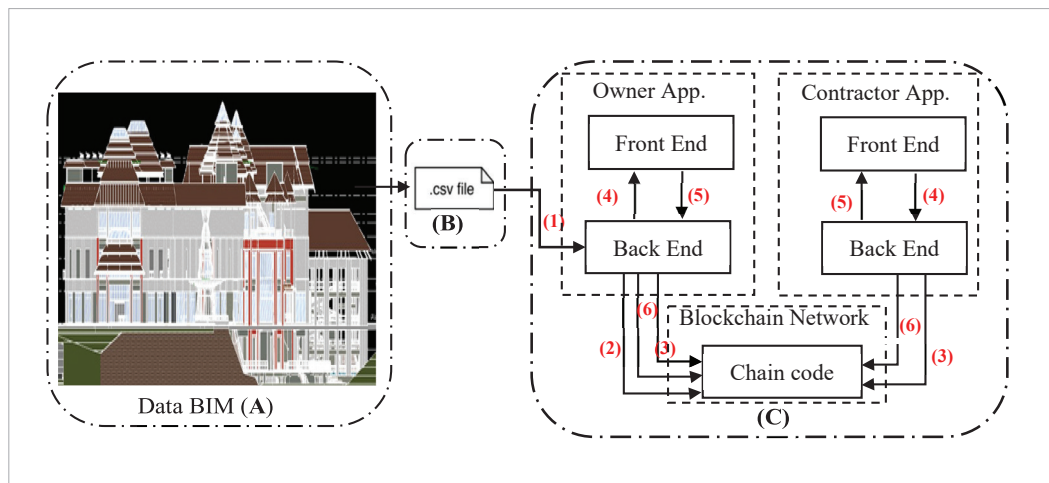 Data BIM (A)
.csv file
(B)
(1)
Owner App.
Front End
(4)
(5)
Back End
(2)
(6)
(3)
Contractor App.
Front End
(5)
(4)
Back End
(6)
(3)
Blockchain Network
Chain code
(C)